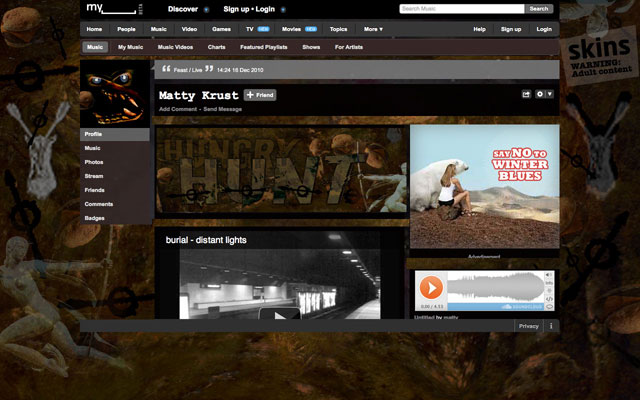 my BETA
Discover Sign up • Login Search Music Search
Home People Music Video Games TV NEW Movies NEW Topics More ▾ Help Sign up Login
Music My Music Music Videos Charts Featured Playlists Shows For Artists
skins
WARNING:
Adult content
“ Feast / Live ” 14:24 18 Dec 2010
Matty Krust + Friend
Add Comment - Send Message
Profile
Music
Photos
Stream
Friends
Comments
Badges
HUNGRY
HUN7
SAY NO TO
WINTER
BLUES
Advertisement
burial - distant lights
0.00 / 4.53
SOUNDCLOUD
Untitled by matty
Privacy